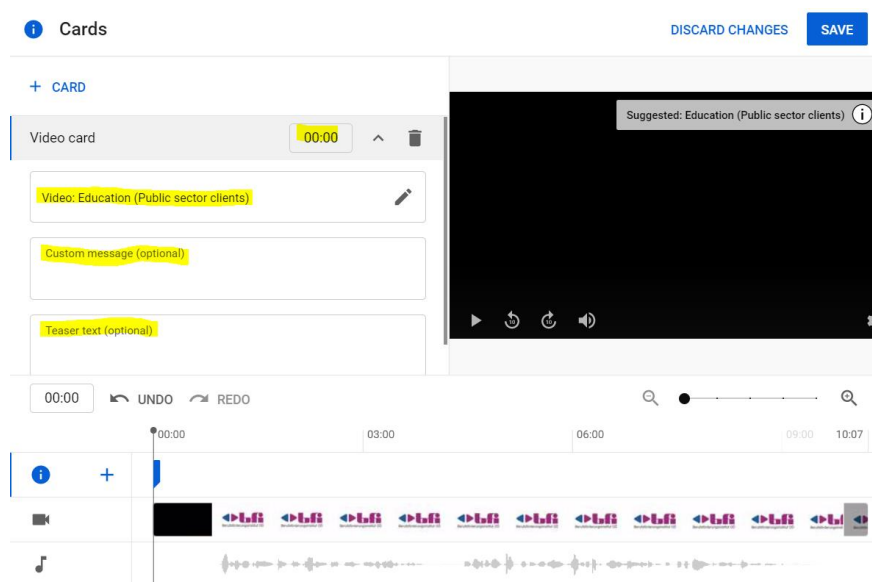 Cards
DISCARD CHANGES
SAVE
+ CARD
Video card
00:00
Video: Education (Public sector clients)
Custom message (optional)
Teaser text (optional)
Suggested: Education (Public sector clients)
10
10
00:00
UNDO
REDO
00:00
03:00
06:00
09:00
10:07